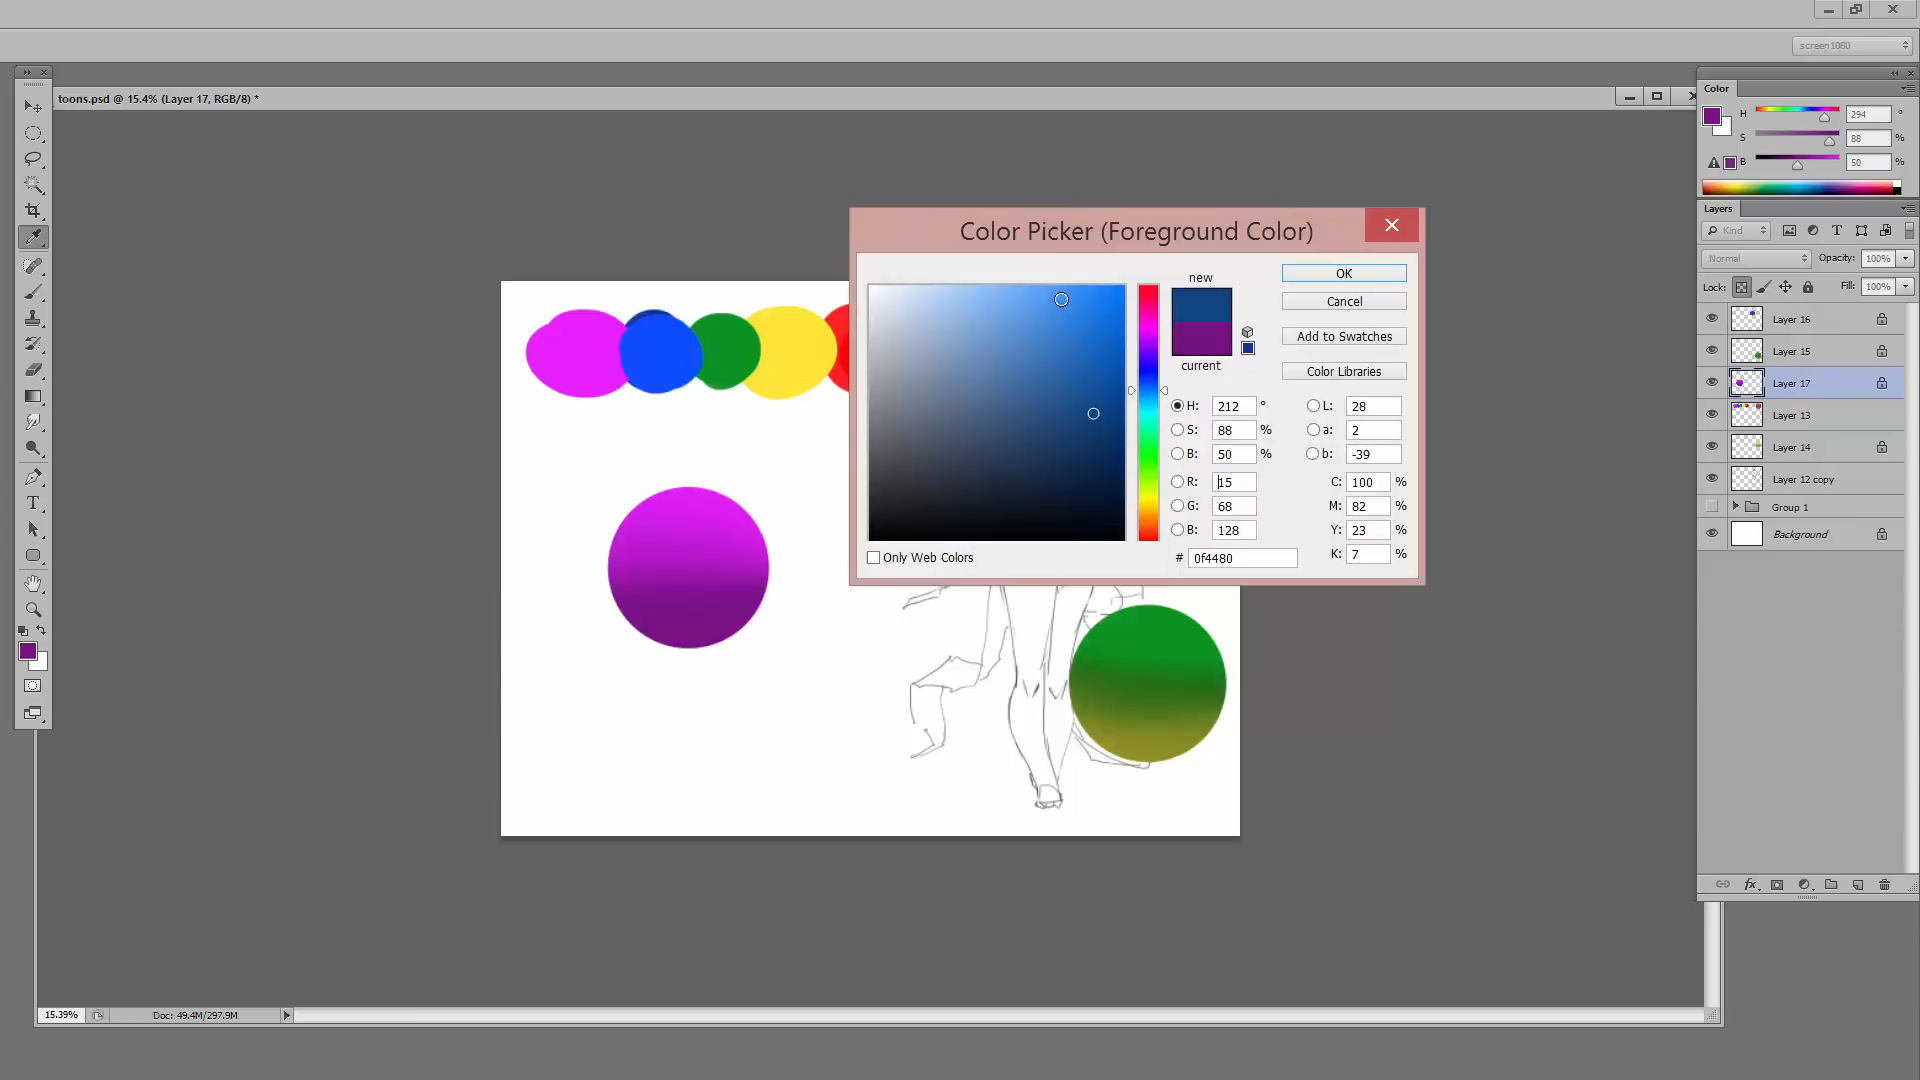 screen1080
toons.psd @ 15.4% (Layer 17, RGB/8) *
Color
H 294 °
S 88 %
B 50 %
Layers
Kind
Normal Opacity: 100%
Lock: Fill: 100%
Layer 16
Layer 15
Layer 17
Layer 13
Layer 14
Layer 12 copy
Group 1
Background
fx
Color Picker (Foreground Color)
new
current
OK
Cancel
Add to Swatches
Color Libraries
H: 212 ° L: 28
S: 88 % a: 2
B: 50 % b: -39
R: 15 C: 100 %
G: 68 M: 82 %
B: 128 Y: 23 %
# 0f4480 K: 7 %
Only Web Colors
T
15.39% Doc: 49.4M/297.9M